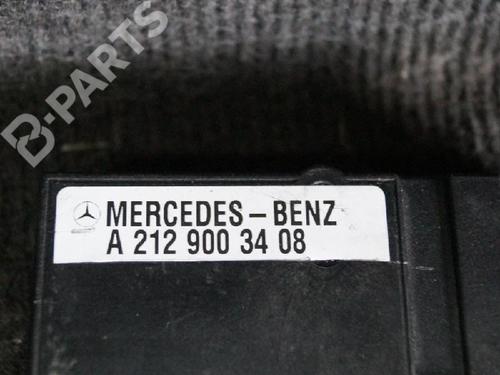 B-PARTS
MERCEDES-BENZ
A 212 900 34 08